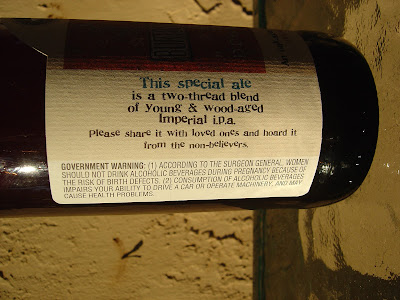 This special ale
is a two-thread blend
of young & wood-aged
Imperial i.p.a.
Please share it with loved ones and hoard it
from the non-believers.
GOVERNMENT WARNING: (1) ACCORDING TO THE SURGEON GENERAL, WOMEN
SHOULD NOT DRINK ALCOHOLIC BEVERAGES DURING PREGNANCY BECAUSE OF
THE RISK OF BIRTH DEFECTS. (2) CONSUMPTION OF ALCOHOLIC BEVERAGES
IMPAIRS YOUR ABILITY TO DRIVE A CAR OR OPERATE MACHINERY, AND MAY
CAUSE HEALTH PROBLEMS.